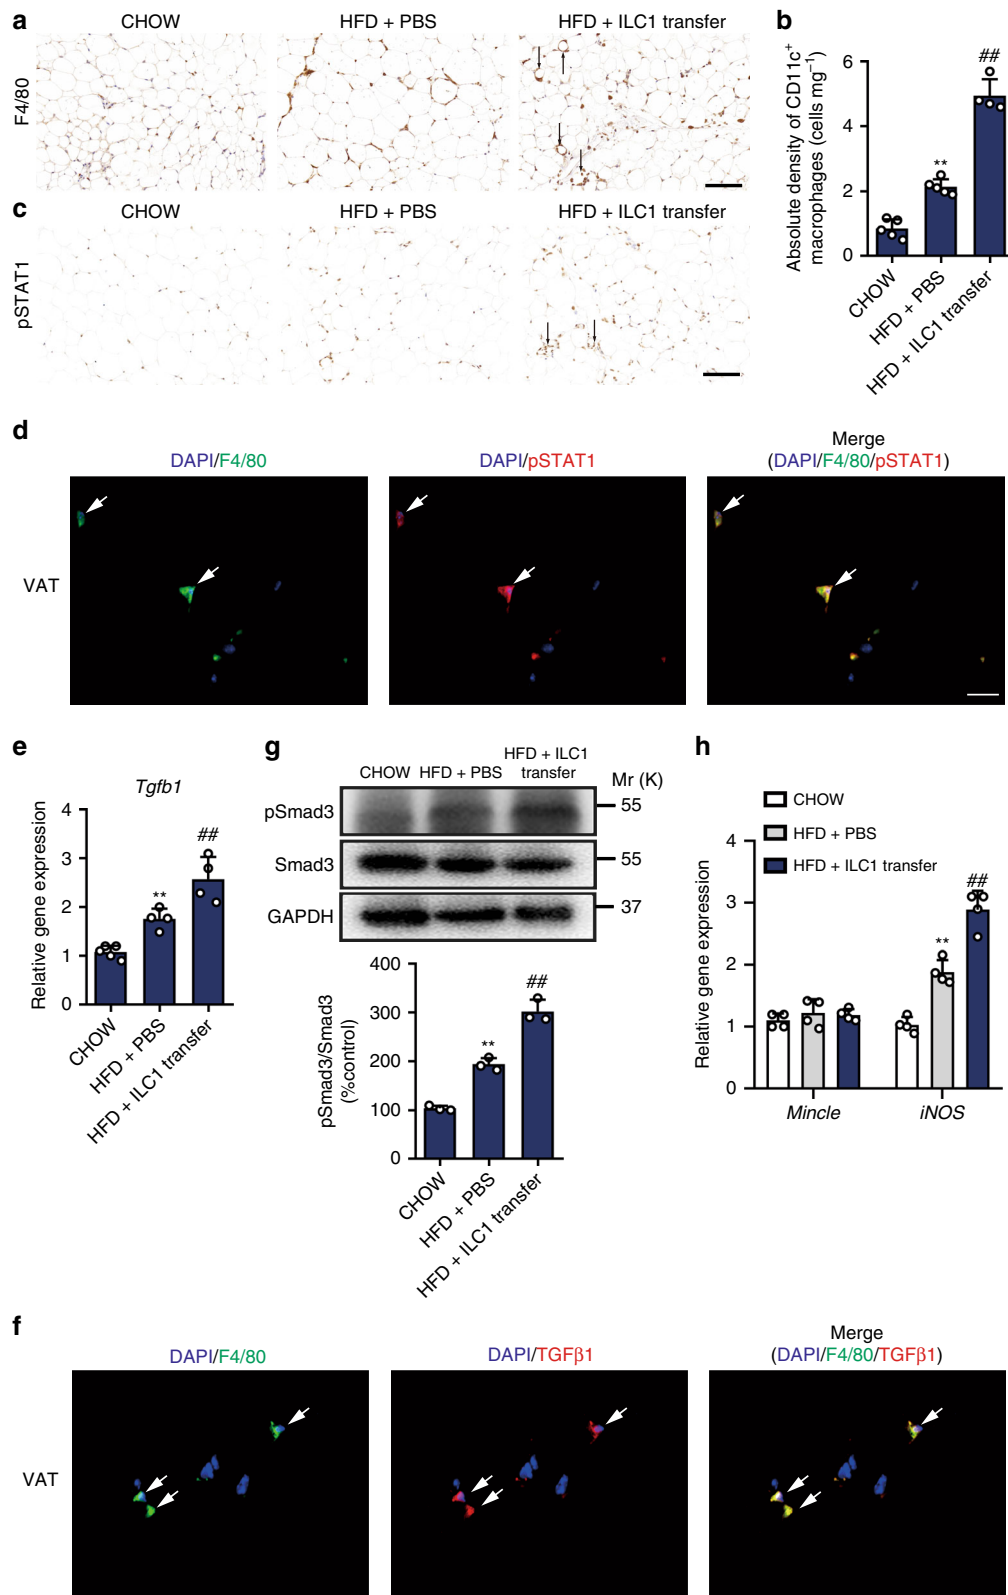 a
CHOW
HFD + PBS
HFD + ILC1 transfer
F4/80
b
Absolute density of CD11c+
macrophages (cells mg−1)
6
4
2
0
**
##
CHOW
HFD + PBS
HFD + ILC1 transfer
c
CHOW
HFD + PBS
HFD + ILC1 transfer
pSTAT1
d
DAPI/F4/80
DAPI/pSTAT1
Merge
(DAPI/F4/80/pSTAT1)
VAT
e
Tgfb1
Relative gene expression
4
3
2
1
0
**
##
CHOW
HFD + PBS
HFD + ILC1 transfer
g
CHOW
HFD + PBS
HFD + ILC1
transfer
Mr (K)
pSmad3
55
Smad3
55
GAPDH
37
pSmad3/Smad3
(%control)
400
300
200
100
0
**
##
CHOW
HFD + PBS
HFD + ILC1 transfer
h
CHOW
HFD + PBS
HFD + ILC1 transfer
Relative gene expression
4
3
2
1
0
**
##
Mincle
iNOS
f
DAPI/F4/80
DAPI/TGFβ1
Merge
(DAPI/F4/80/TGFβ1)
VAT